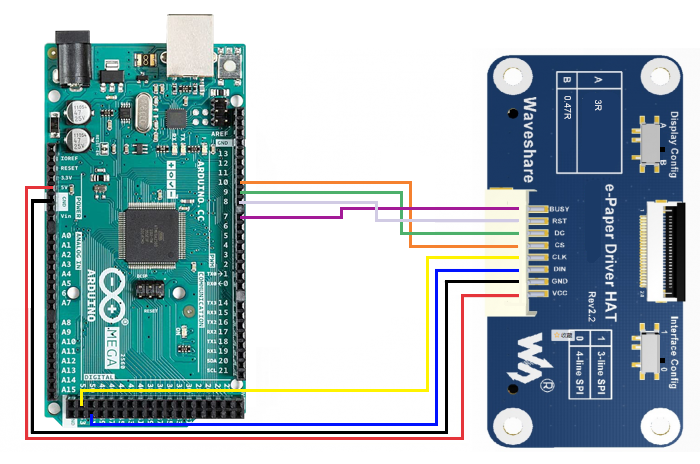 AREF
GND
13
12
11
10
9
8
7
6
5
4
3
2
TX0 1
RX0 0
TX3 14
RX3 15
TX2 16
RX2 17
TX1 18
RX1 19
SDA 20
SCL 21
IOREF
RESET
3.3V
5V
GND
Vin
POWER
A0
A1
A2
A3
A4
A5
A6
A7
A8
A9
A10
A11
A12
A13
A14
A15
ANALOG IN
ARDUINO.CC
PWM
COMMUNICATION
ICSP
RESET
ON
TX
RX
ARDUINO
MEGA
2560
DIGITAL
Waveshare
B A
0.47R 3R
Display Config
A
B
e-Paper Driver HAT
Rev2.2
BUSY
RST
DC
CS
CLK
DIN
GND
VCC
0 4-line SPI
1 3-line SPI
Interface Config
1
0